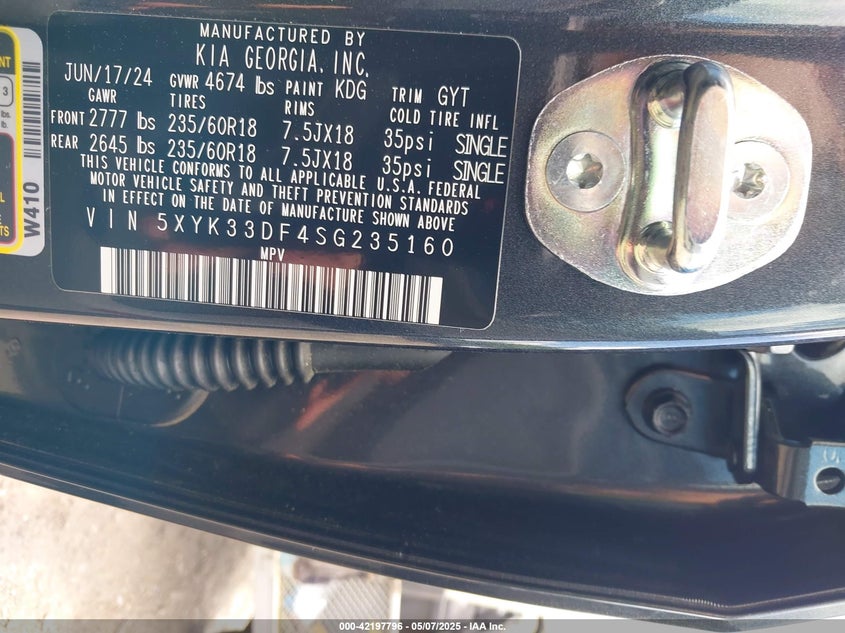 MANUFACTURED BY
KIA GEORGIA, INC.
JUN/17/24 GVWR 4674 lbs PAINT KDG TRIM GYT
GAWR TIRES RIMS COLD TIRE INFL
FRONT 2777 lbs 235/60R18 7.5JX18 35psi SINGLE
REAR 2645 lbs 235/60R18 7.5JX18 35psi SINGLE
THIS VEHICLE CONFORMS TO ALL APPLICABLE U.S.A. FEDERAL
MOTOR VEHICLE SAFETY AND THEFT PREVENTION STANDARDS
IN EFFECT ON THE DATE OF MANUFACTURE SHOWN ABOVE
VIN 5XYK33DF4SG235160
MPV
W410
3
000-42197796 - 05/07/2025 - IAA Inc.